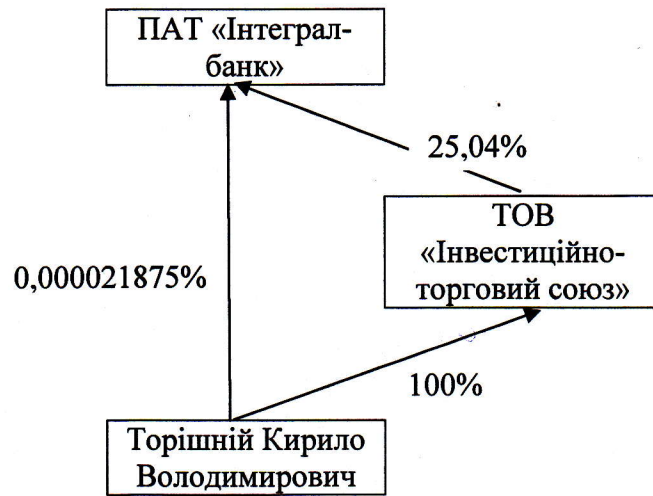 ПАТ «Інтеграл-
банк»
25,04%
ТОВ
«Інвестиційно-
торговий союз»
0,000021875%
100%
Торішній Кирило
Володимирович